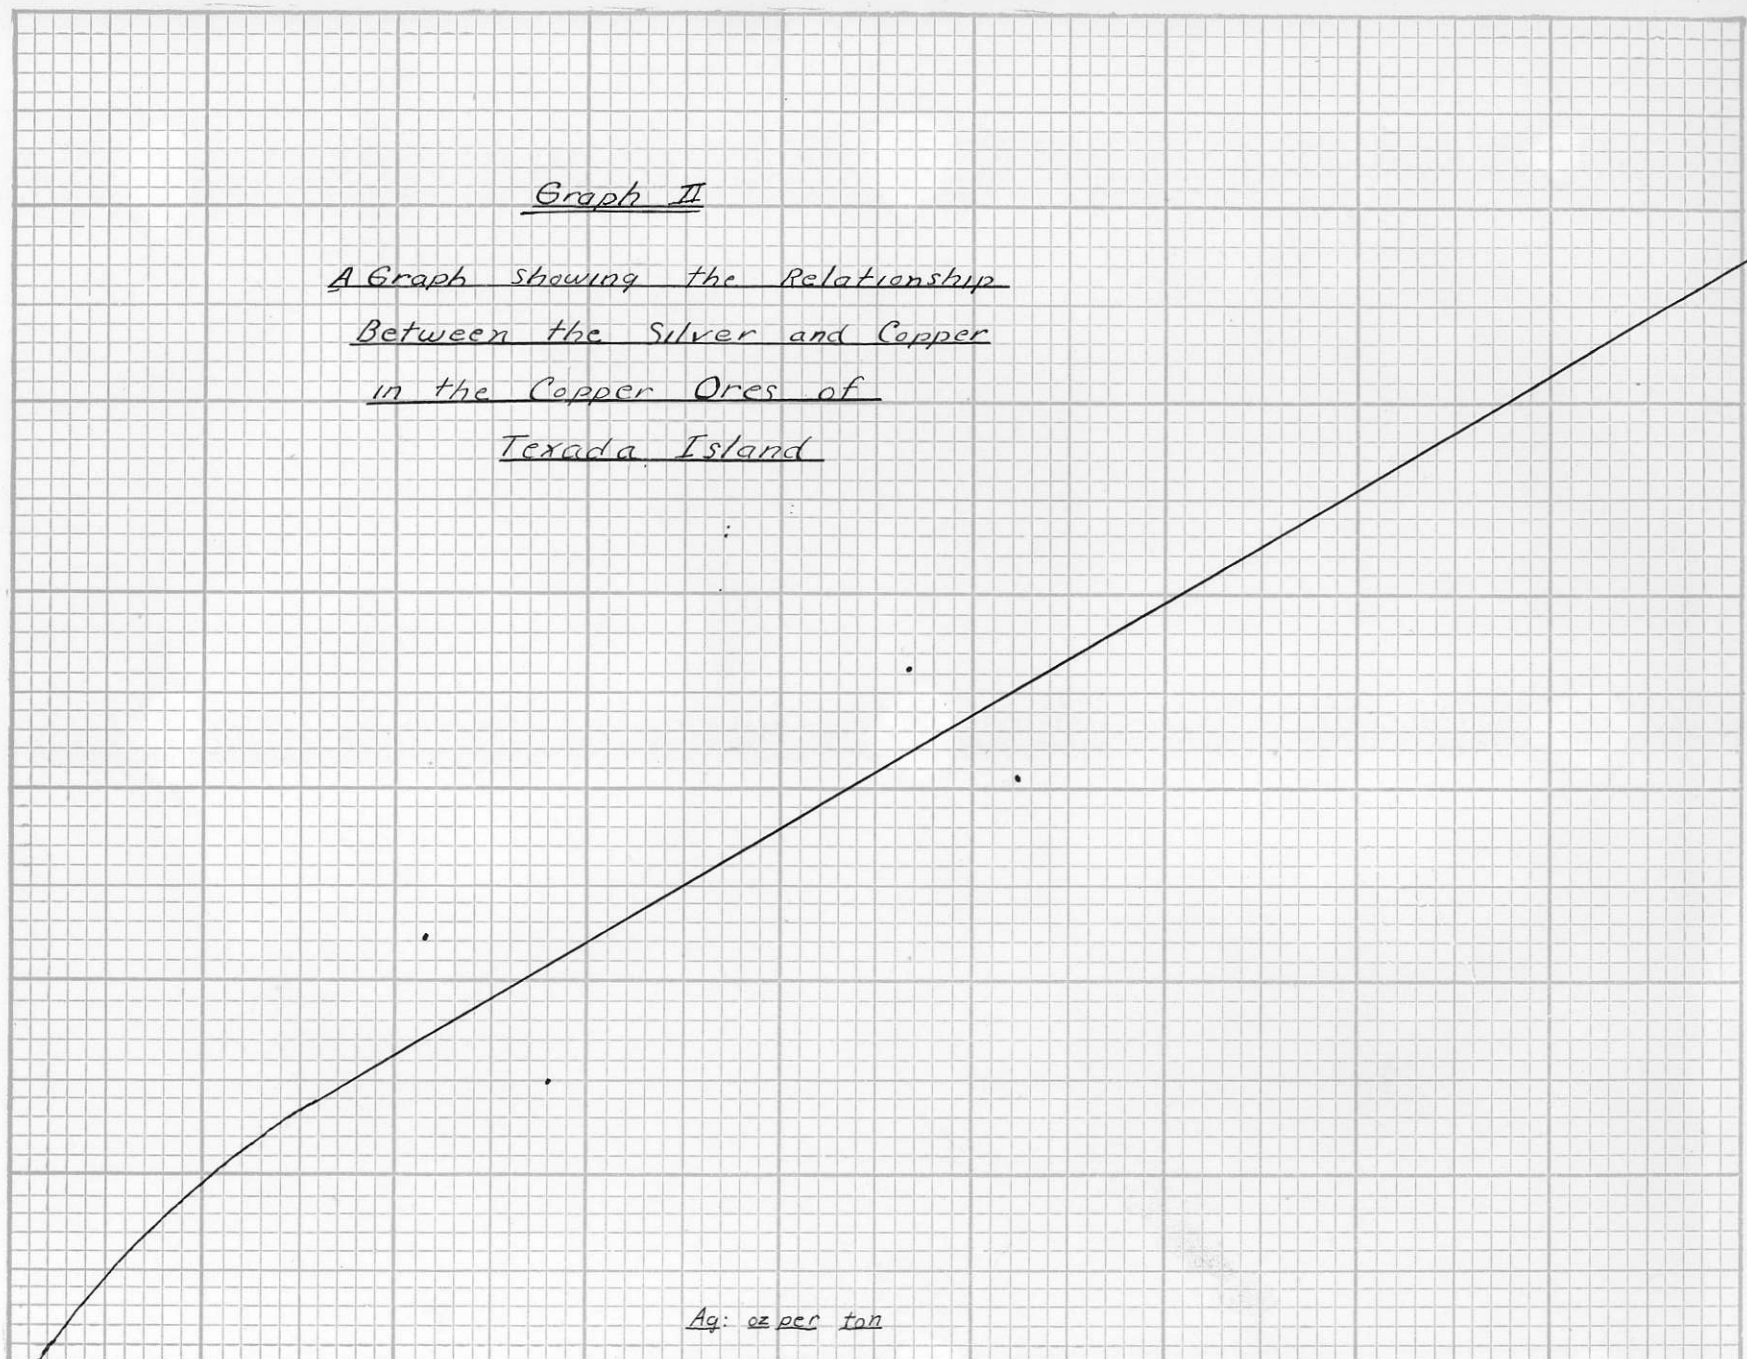 Graph II
A Graph showing the Relationship
Between the Silver and Copper
in the Copper Ores of
Texada Island
Ag: oz per ton